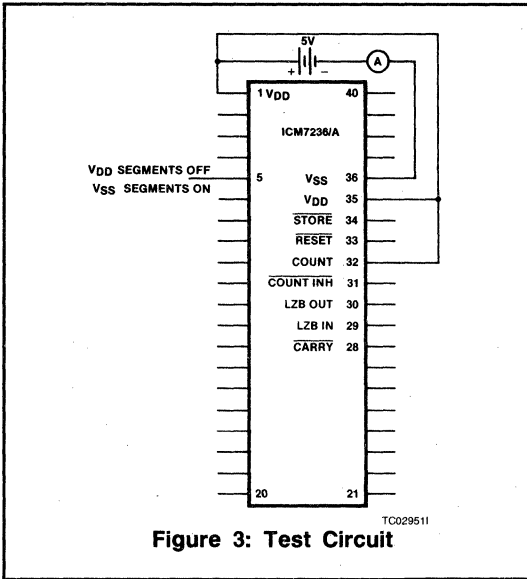 5V
+ −
A
1 VDD 40
ICM7236/A
VDD SEGMENTS OFF
VSS SEGMENTS ON
5
VSS 36
VDD 35
STORE 34
RESET 33
COUNT 32
COUNT INH 31
LZB OUT 30
LZB IN 29
CARRY 28
20 21
TC02951I
Figure 3: Test Circuit